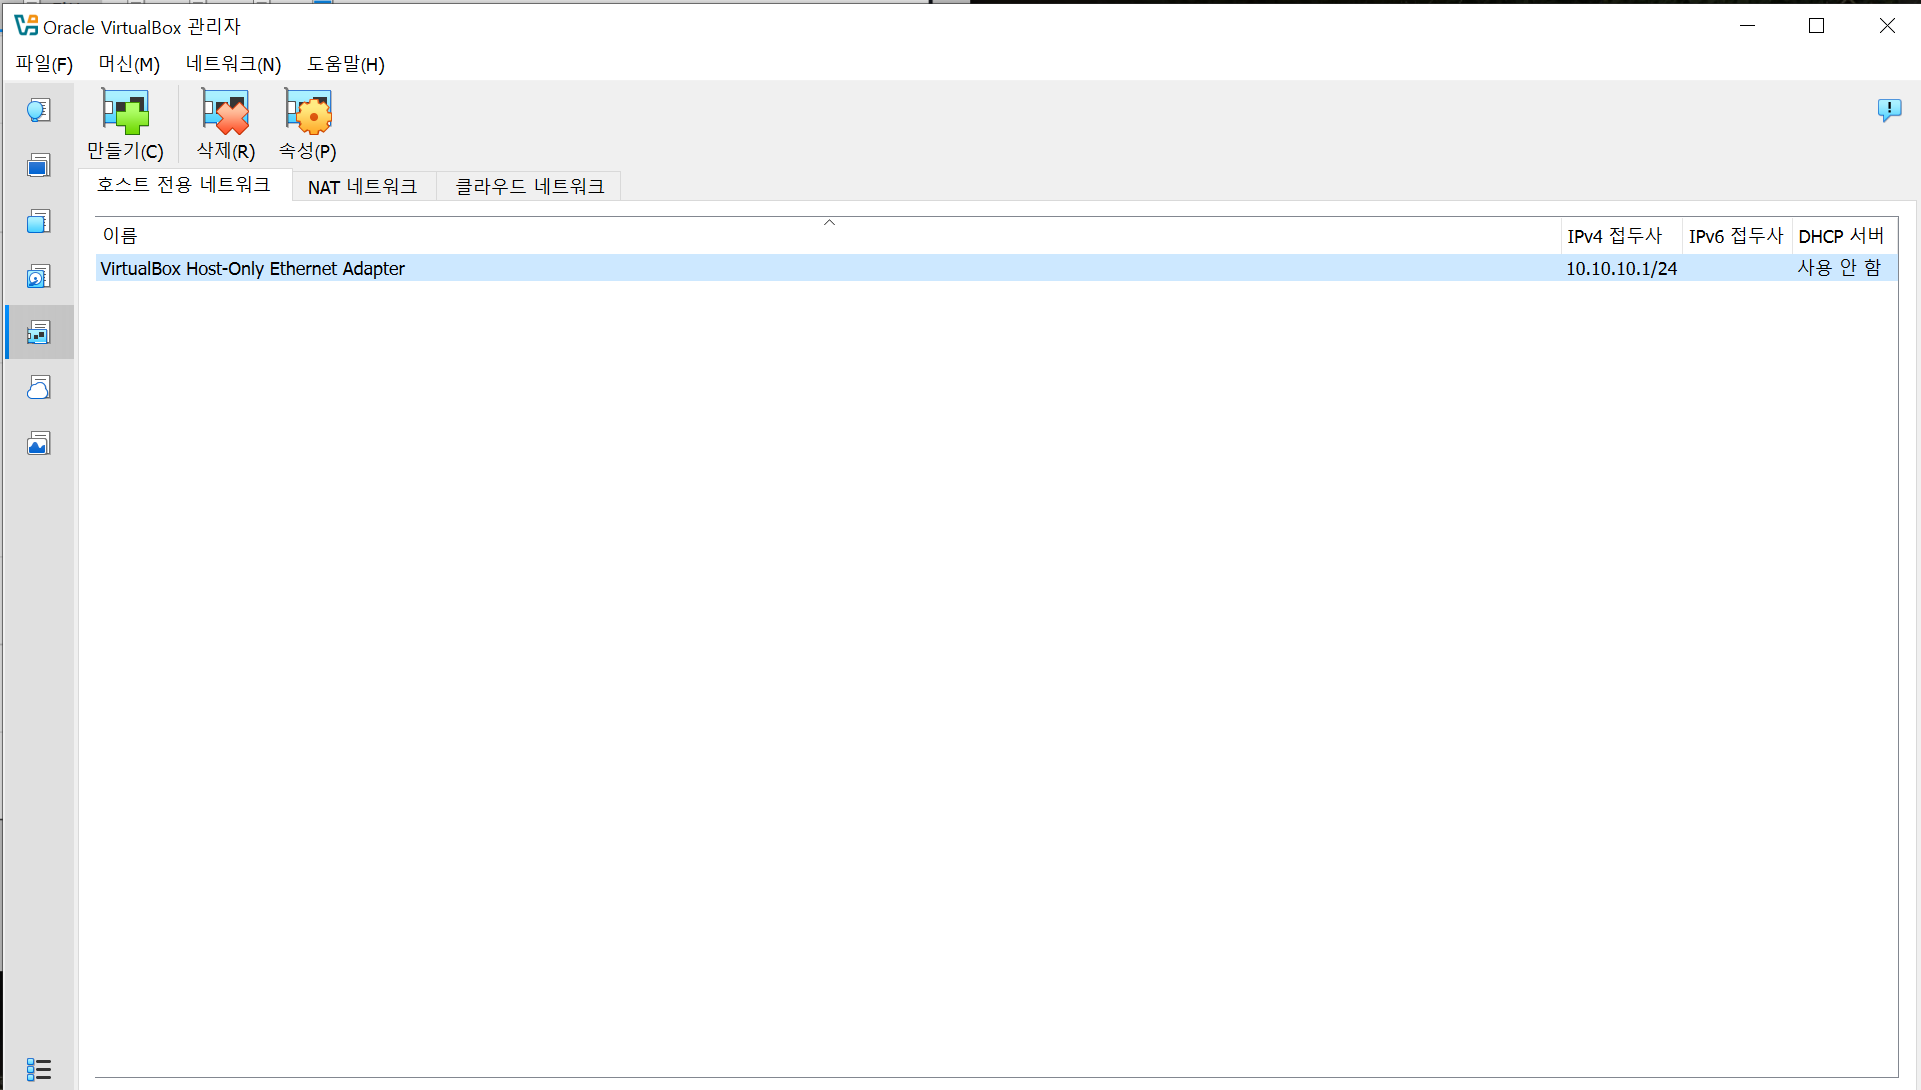 Oracle VirtualBox 관리자
파일(F) 머신(M) 네트워크(N) 도움말(H)
만들기(C) 삭제(R) 속성(P)
호스트 전용 네트워크 NAT 네트워크 클라우드 네트워크
이름 IPv4 접두사 IPv6 접두사 DHCP 서버
VirtualBox Host-Only Ethernet Adapter 10.10.10.1/24 사용 안 함